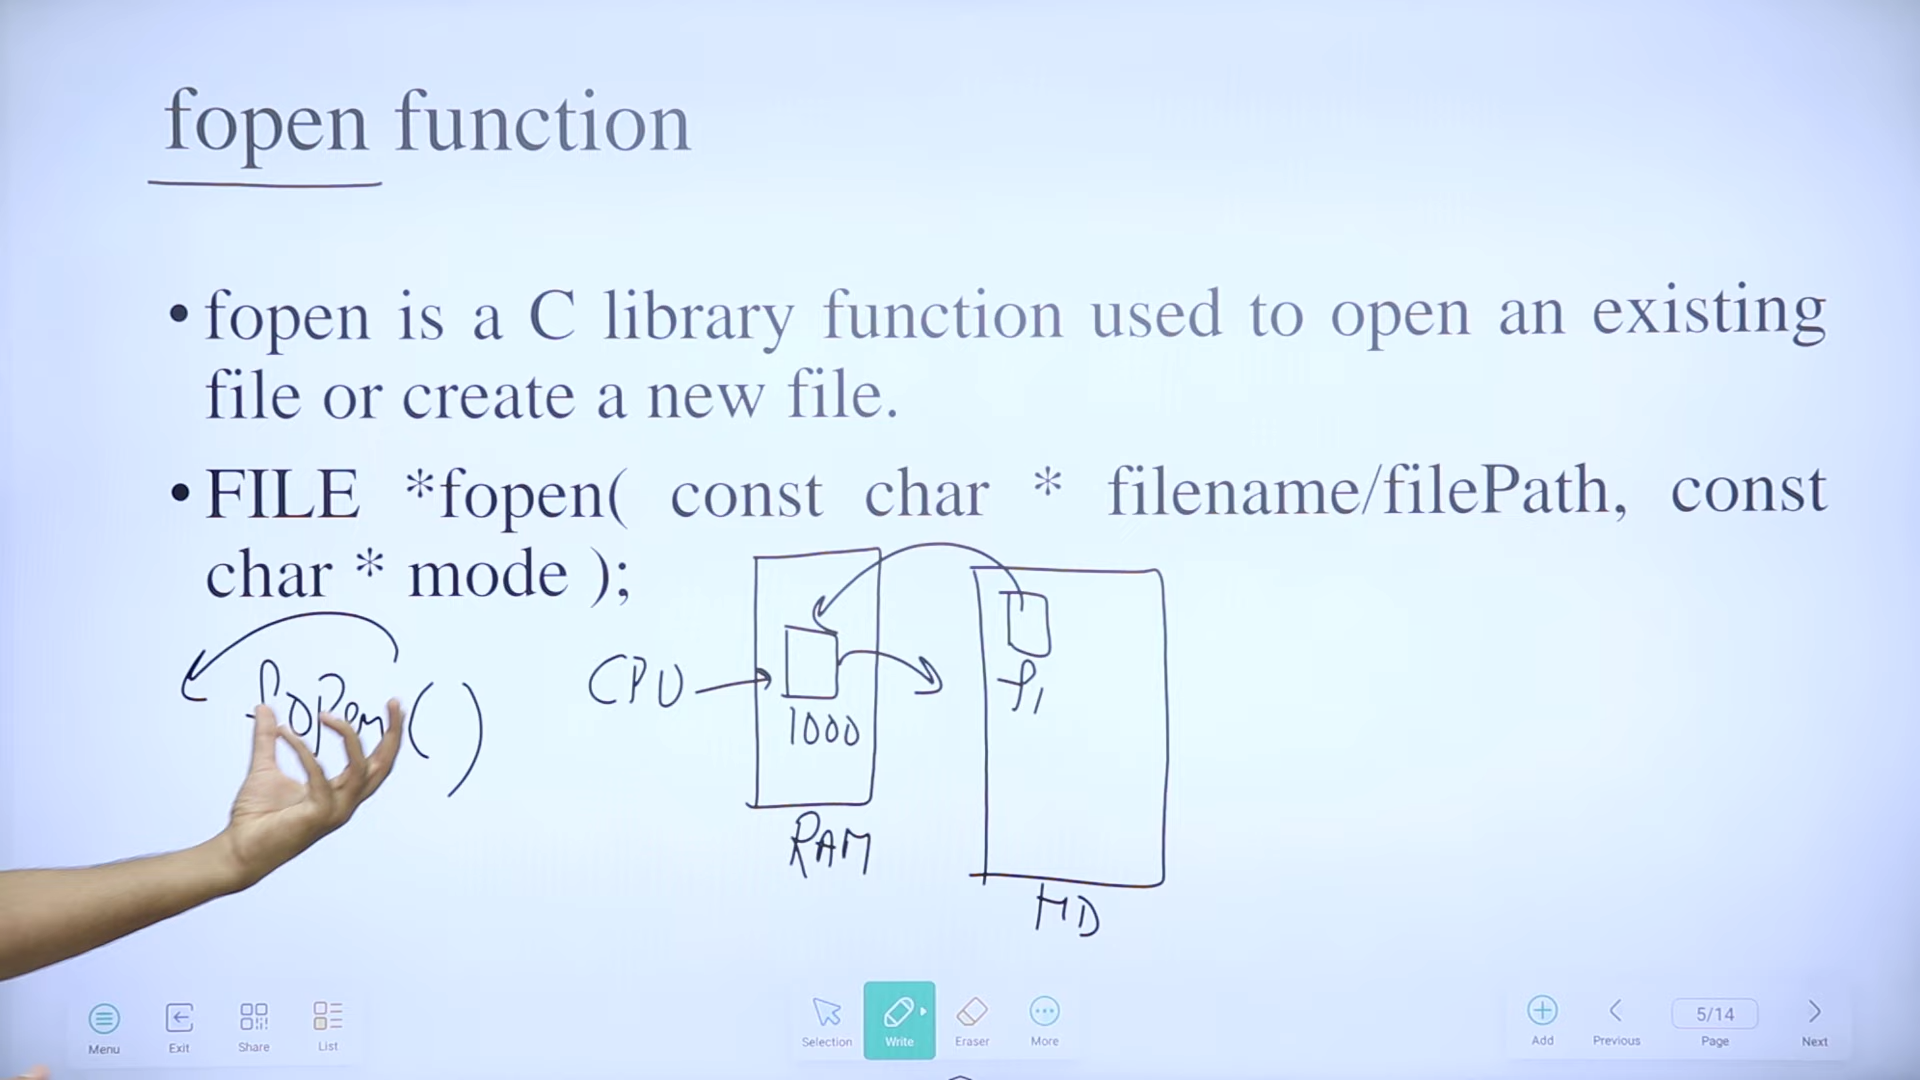 fopen function
• fopen is a C library function used to open an existing
file or create a new file.
• FILE *fopen( const char * filename/filePath, const
char * mode );
fopen( )
CPU
1000
f1
RAM
HD
Menu
Exit
Share
List
Selection
Write
Eraser
More
Add
Previous
5/14
Page
Next